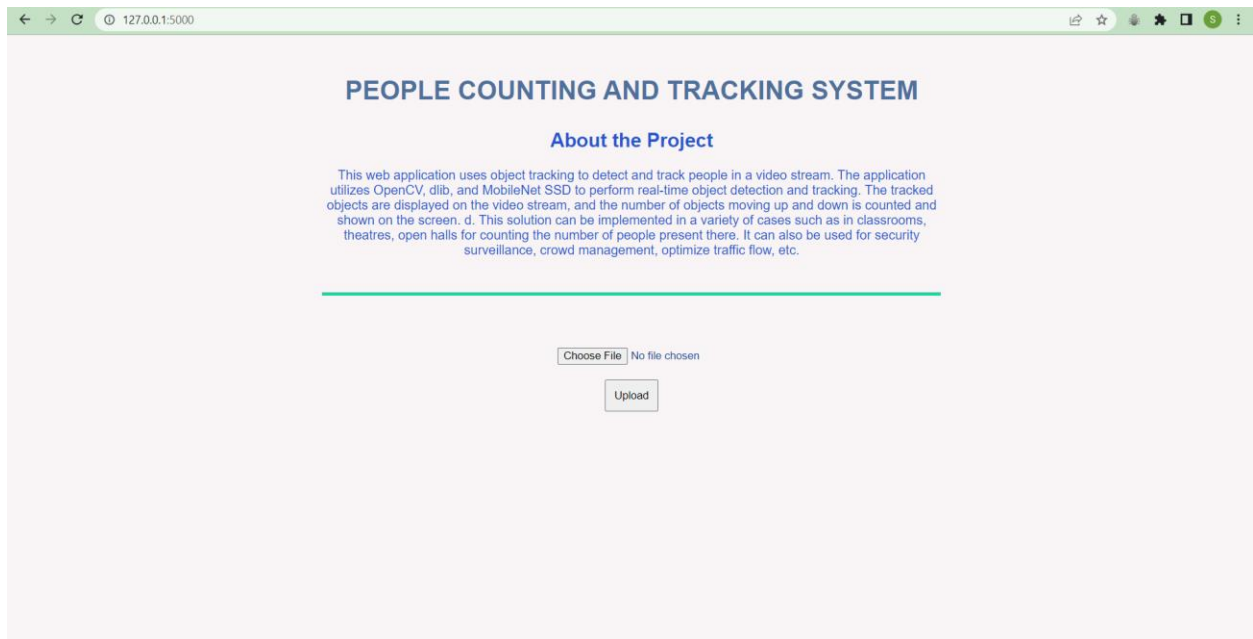 127.0.0.1:5000
S
PEOPLE COUNTING AND TRACKING SYSTEM
About the Project
This web application uses object tracking to detect and track people in a video stream. The application
utilizes OpenCV, dlib, and MobileNet SSD to perform real-time object detection and tracking. The tracked
objects are displayed on the video stream, and the number of objects moving up and down is counted and
shown on the screen. d. This solution can be implemented in a variety of cases such as in classrooms,
theatres, open halls for counting the number of people present there. It can also be used for security
surveillance, crowd management, optimize traffic flow, etc.
Choose File No file chosen
Upload